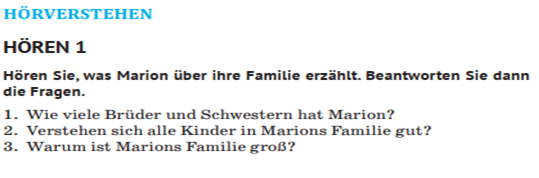 HÖRVERSTEHEN
HÖREN 1
Hören Sie, was Marion über ihre Familie erzählt. Beantworten Sie dann
die Fragen.
1. Wie viele Brüder und Schwestern hat Marion?
2. Verstehen sich alle Kinder in Marions Familie gut?
3. Warum ist Marions Familie groß?